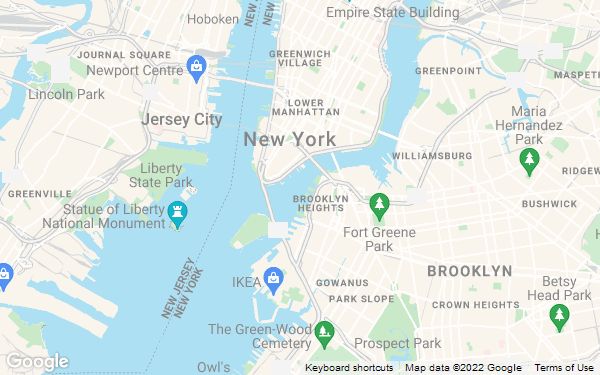 Hoboken
NEW JERSEY
NEW YORK
Empire State Building
JOURNAL SQUARE
GREENWICH
VILLAGE
Newport Centre
GREENPOINT
MASPETH
Lincoln Park
LOWER
MANHATTAN
Jersey City
Maria
Hernandez
Park
New York
WILLIAMSBURG
Liberty
State Park
RIDGEW
GREENVILLE
BROOKLYN
HEIGHTS
BUSHWICK
Statue of Liberty
National Monument
Fort Greene
Park
NEW JERSEY
NEW YORK
IKEA
GOWANUS
BROOKLYN
Betsy
Head Park
PARK SLOPE
CROWN HEIGHTS
The Green-Wood
Cemetery
Prospect Park
Google
Owl's
Keyboard shortcuts
Map data ©2022 Google
Terms of Use